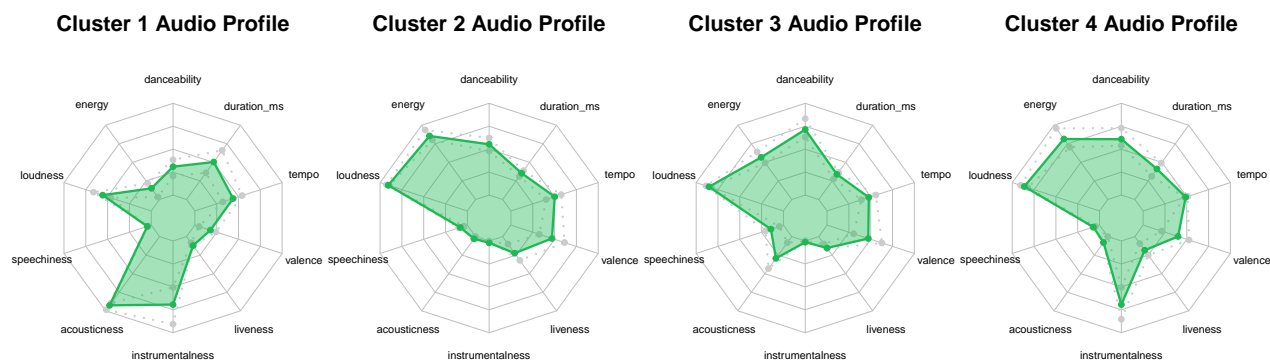 Cluster 1 Audio Profile
danceability
energy
duration_ms
loudness
tempo
speechiness
valence
acousticness
liveness
instrumentalness
Cluster 2 Audio Profile
danceability
energy
duration_ms
loudness
tempo
speechiness
valence
acousticness
liveness
instrumentalness
Cluster 3 Audio Profile
danceability
energy
duration_ms
loudness
tempo
speechiness
valence
acousticness
liveness
instrumentalness
Cluster 4 Audio Profile
danceability
energy
duration_ms
loudness
tempo
speechiness
valence
acousticness
liveness
instrumentalness